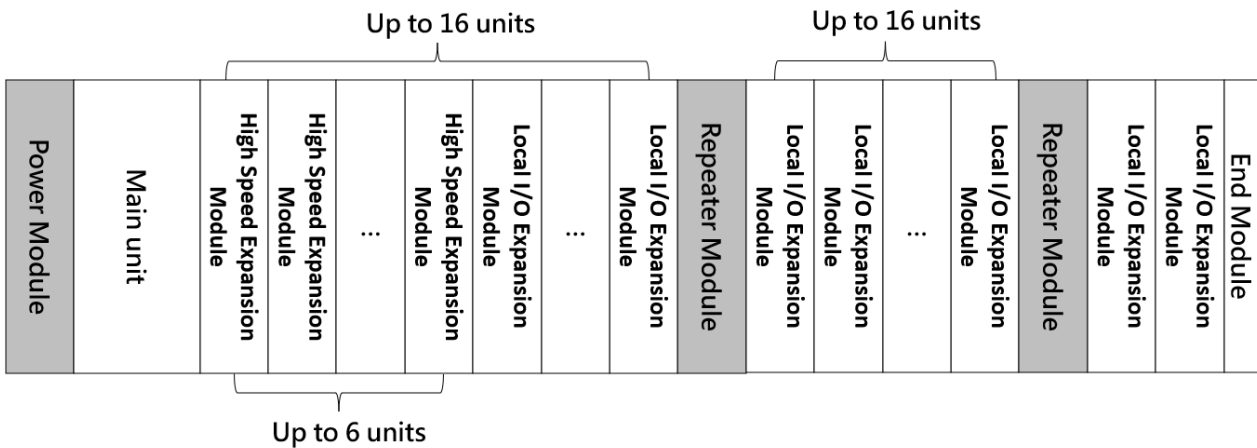 Up to 16 units
Up to 16 units
Power Module
Main unit
High Speed Expansion
Module
High Speed Expansion
Module
...
High Speed Expansion
Module
Local I/O Expansion
Module
...
Local I/O Expansion
Module
Repeater Module
Local I/O Expansion
Module
Local I/O Expansion
Module
...
Local I/O Expansion
Module
Repeater Module
Local I/O Expansion
Module
Local I/O Expansion
Module
End Module
Up to 6 units